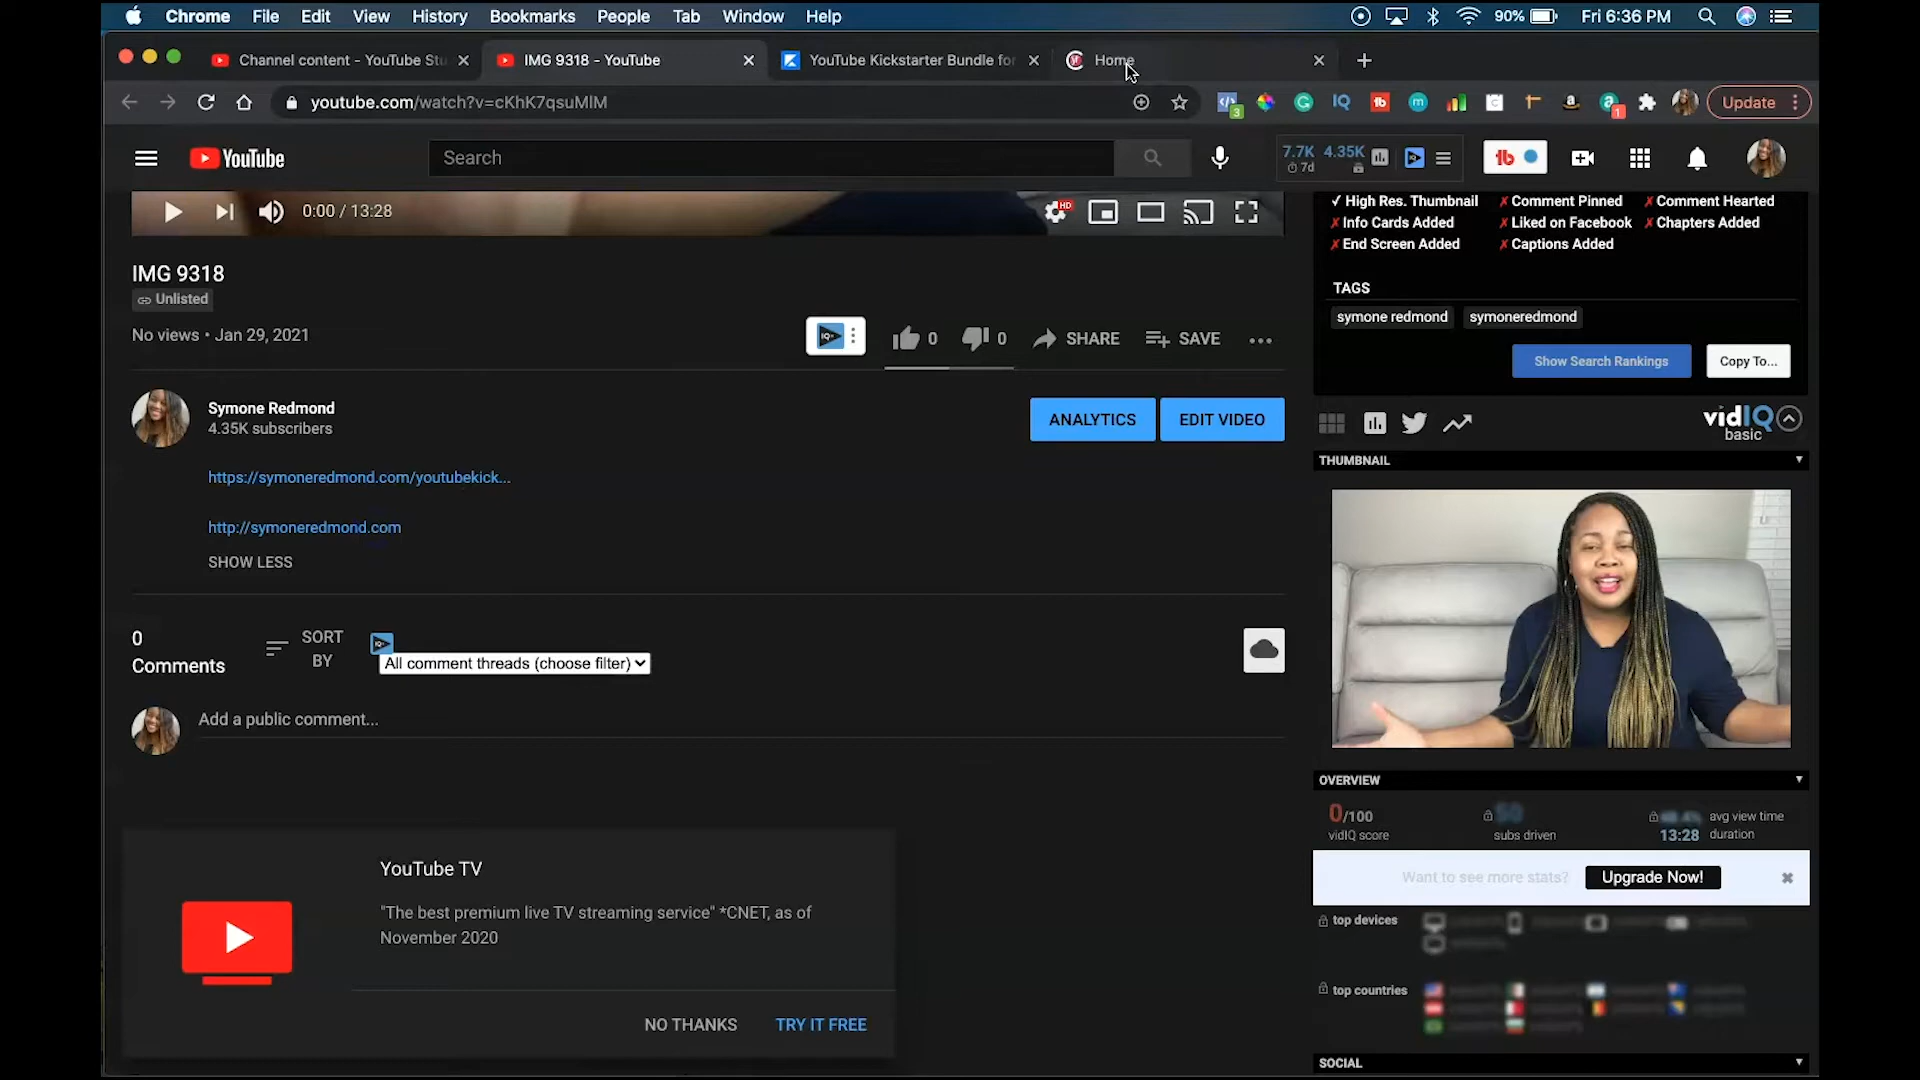 Chrome File Edit View History Bookmarks People Tab Window Help 90% Fri 6:36 PM
Channel content - YouTube Stu IMG 9318 - YouTube YouTube Kickstarter Bundle for Home
youtube.com/watch?v=cKhK7qsuMlM Update
YouTube Search 7.7K 4.35K
7d
0:00 / 13:28 HD
IMG 9318
Unlisted
No views • Jan 29, 2021
0 0 SHARE SAVE
Symone Redmond
4.35K subscribers
ANALYTICS EDIT VIDEO
https://symoneredmond.com/youtubekick...
http://symoneredmond.com
SHOW LESS
0
Comments
SORT
BY
All comment threads (choose filter)
Add a public comment...
YouTube TV
"The best premium live TV streaming service" *CNET, as of
November 2020
NO THANKS TRY IT FREE
✓ High Res. Thumbnail ✗ Comment Pinned ✗ Comment Hearted
✗ Info Cards Added ✗ Liked on Facebook ✗ Chapters Added
✗ End Screen Added ✗ Captions Added
TAGS
symone redmond symoneredmond
Show Search Rankings Copy To...
vidIQ
basic
THUMBNAIL
OVERVIEW
0/100 avg view time
vidIQ score subs driven 13:28 duration
Want to see more stats? Upgrade Now!
top devices
top countries
SOCIAL